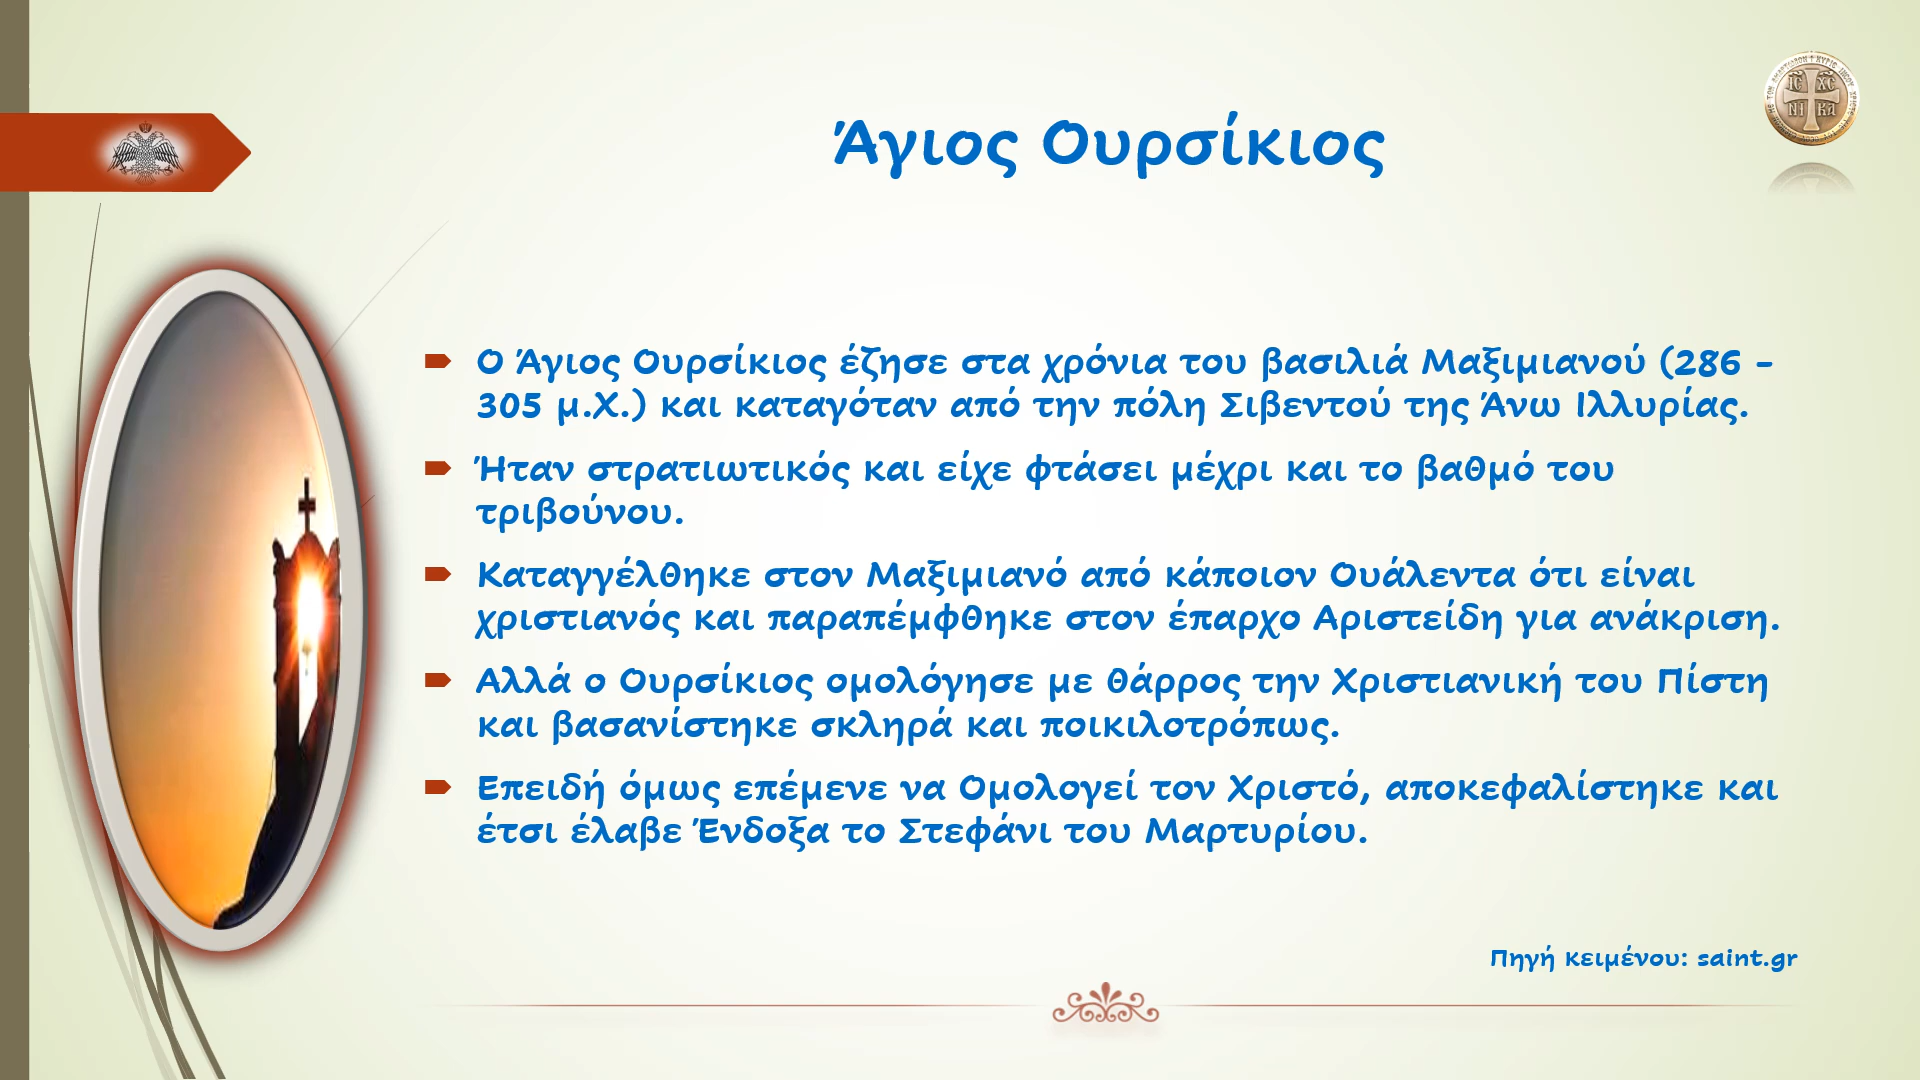 Άγιος Ουρσίκιος
IC XC
NI KA
Ο Άγιος Ουρσίκιος έζησε στα χρόνια του βασιλιά Μαξιμιανού (286 –
305 μ.Χ.) και καταγόταν από την πόλη Σιβεντού της Άνω Ιλλυρίας.
Ήταν στρατιωτικός και είχε φτάσει μέχρι και το βαθμό του
τριβούνου.
Καταγγέλθηκε στον Μαξιμιανό από κάποιον Ουάλεντα ότι είναι
χριστιανός και παραπέμφθηκε στον έπαρχο Αριστείδη για ανάκριση.
Αλλά ο Ουρσίκιος ομολόγησε με θάρρος την Χριστιανική του Πίστη
και βασανίστηκε σκληρά και ποικιλοτρόπως.
Επειδή όμως επέμενε να Ομολογεί τον Χριστό, αποκεφαλίστηκε και
έτσι έλαβε Ένδοξα το Στεφάνι του Μαρτυρίου.
Πηγή κειμένου: saint.gr